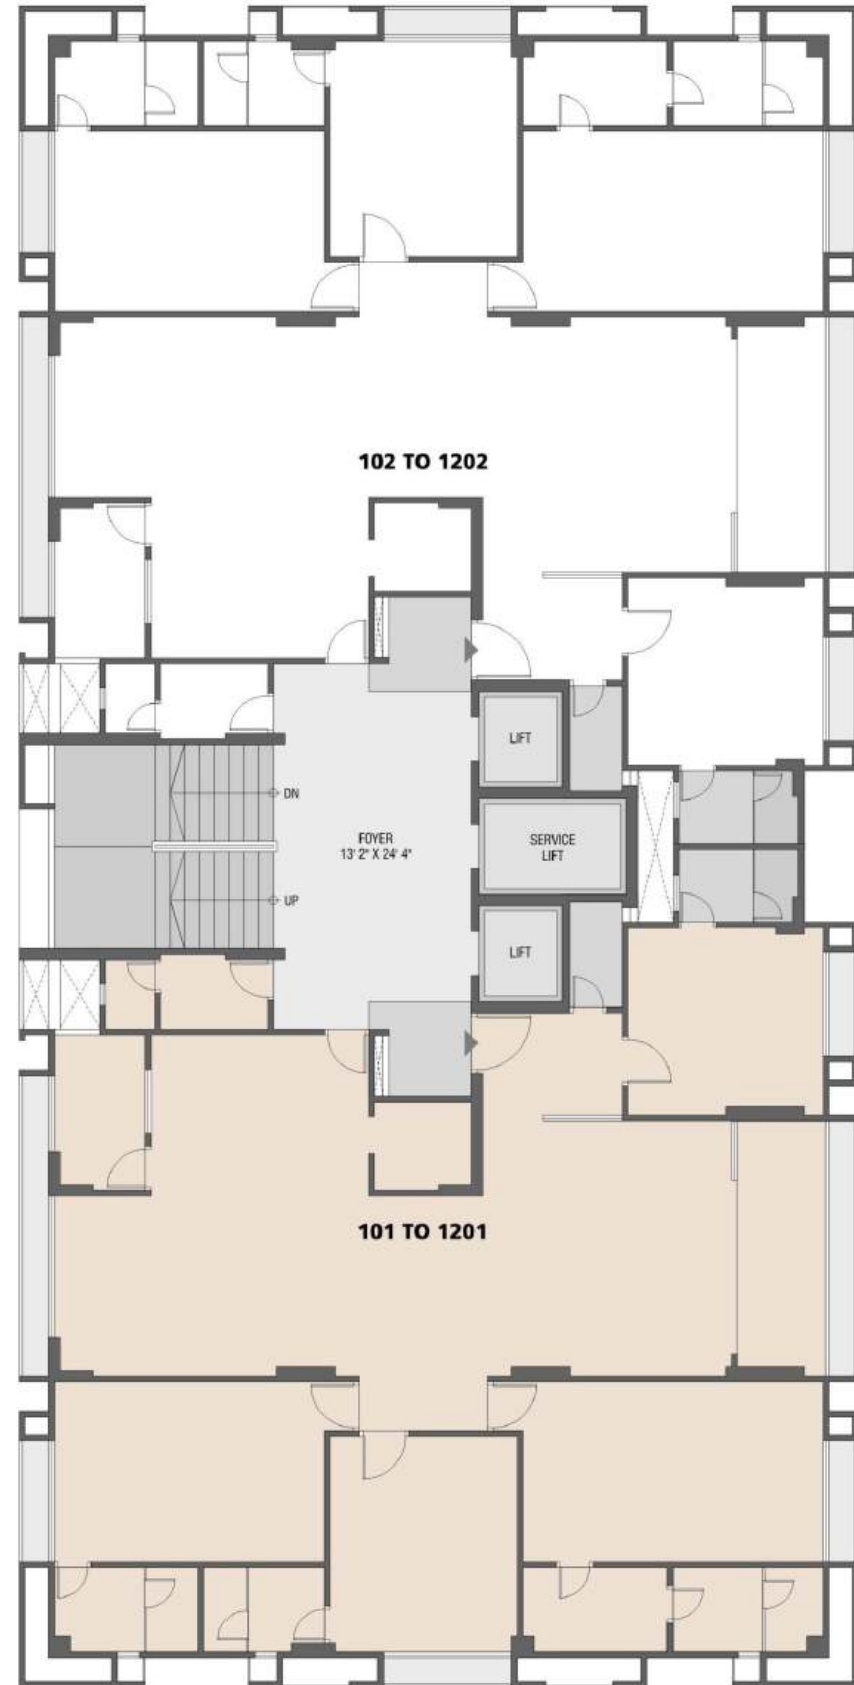 102 TO 1202
LIFT
DN
FOYER
13' 2" X 24' 4"
SERVICE
LIFT
UP
LIFT
101 TO 1201